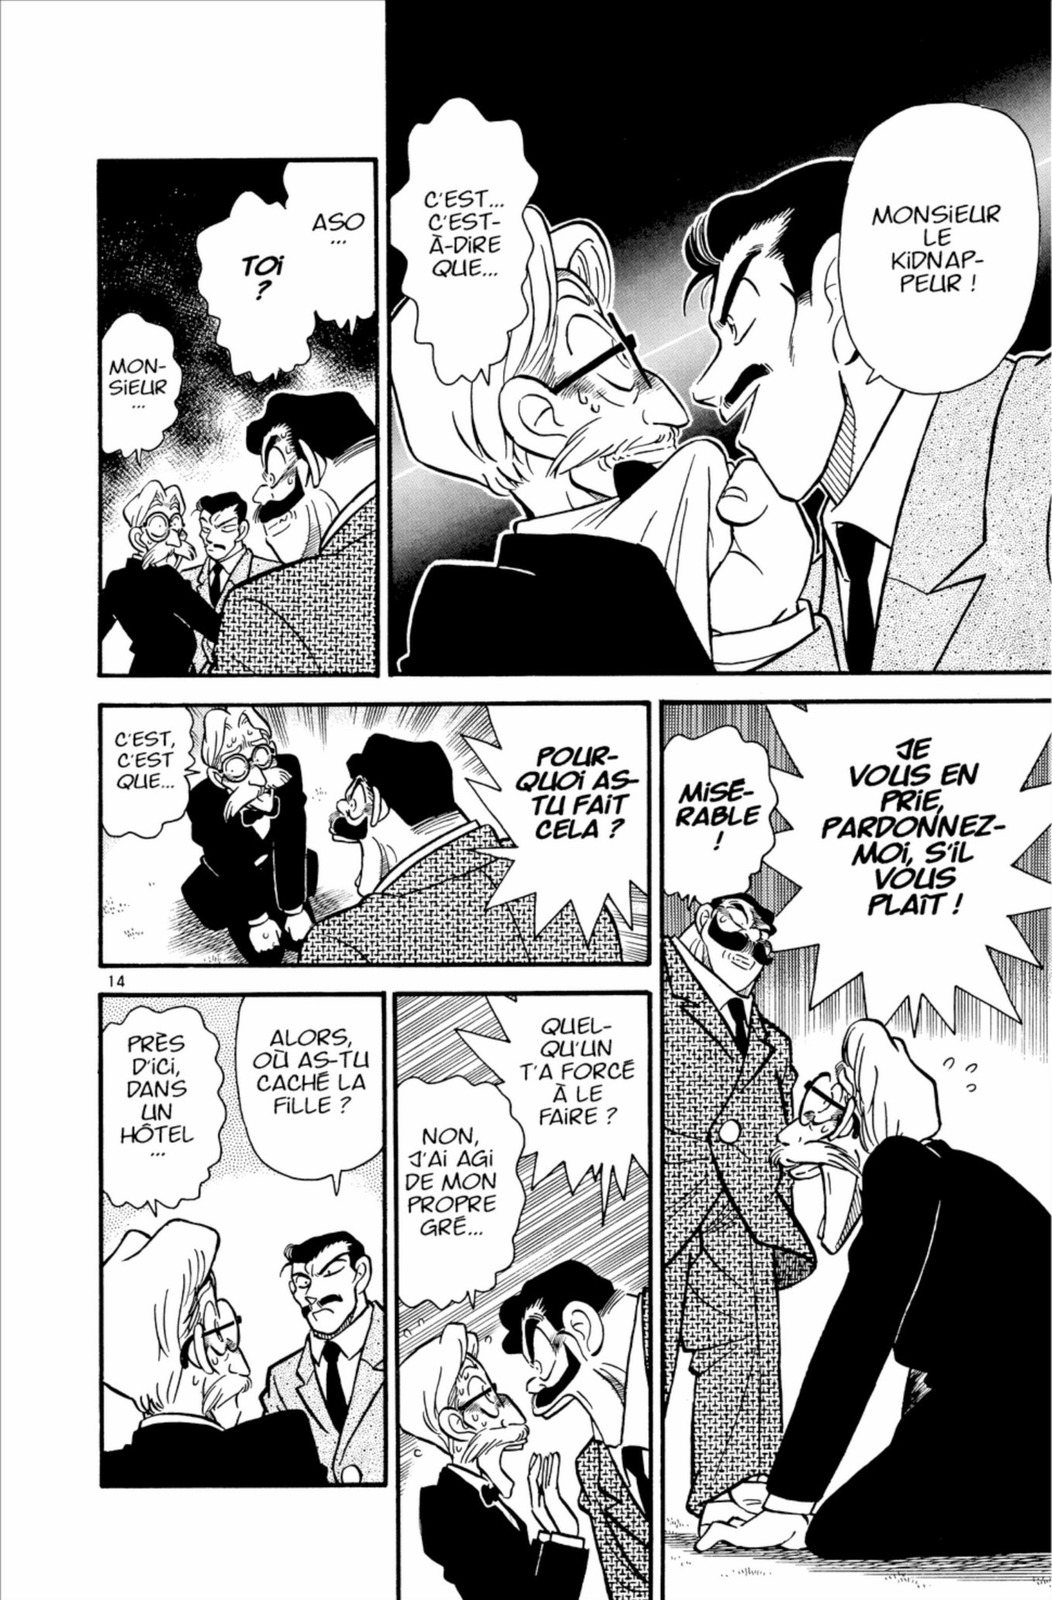 MONSIEUR
LE
KIDNAP-
PEUR !
C'EST...
C'EST-
À-DIRE
QUE...
ASO
...
TOI
?
MON-
SIEUR
...
JE
VOUS EN
PRIE,
PARDONNEZ-
MOI, S'IL
VOUS
PLAÎT !
MISÉ-
RABLE
!
POUR-
QUOI AS-
TU FAIT
CELA ?
C'EST,
C'EST
QUE...
14
QUEL-
QU'UN
T'A FORCÉ
À LE
FAIRE ?
NON,
J'AI AGI
DE MON
PROPRE
GRÉ...
ALORS,
OÙ AS-TU
CACHÉ LA
FILLE ?
PRÈS
D'ICI,
DANS
UN
HÔTEL
...